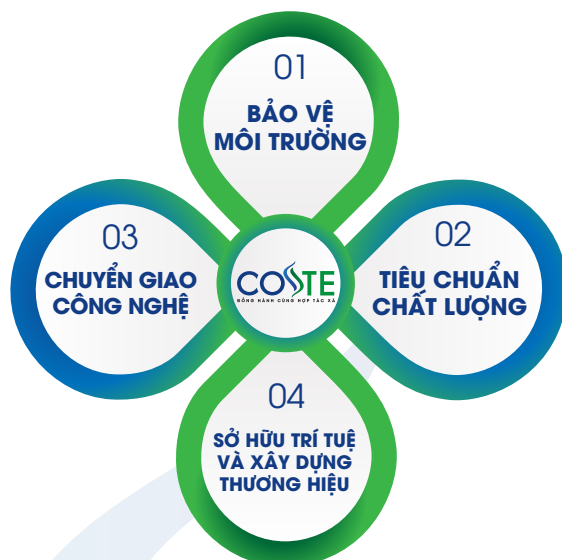 01
BẢO VỆ
MÔI TRƯỜNG
02
TIÊU CHUẨN
CHẤT LƯỢNG
03
CHUYỂN GIAO
CÔNG NGHỆ
COSTE
ĐỒNG HÀNH CÙNG HỢP TÁC XÃ
04
SỞ HỮU TRÍ TUỆ
VÀ XÂY DỰNG
THƯƠNG HIỆU